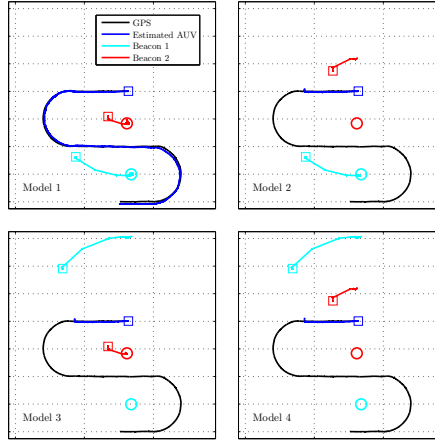 GPS
Estimated AUV
Beacon 1
Beacon 2
Model 1
Model 2
Model 3
Model 4